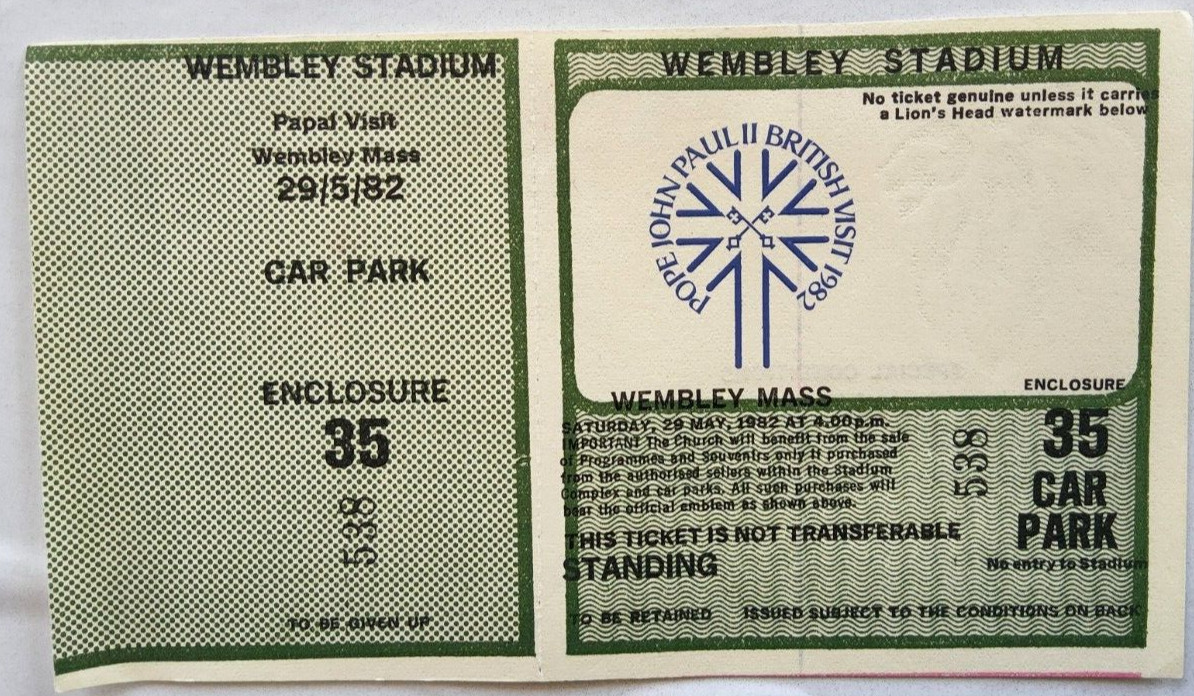 WEMBLEY STADIUM
Papal Visit
Wembley Mass
29/5/82
CAR PARK
ENCLOSURE
35
538
TO BE GIVEN UP
WEMBLEY STADIUM
No ticket genuine unless it carries
a Lion's Head watermark below
POPE JOHN PAUL II BRITISH VISIT 1982
WEMBLEY MASS
SATURDAY, 29 MAY, 1982 AT 4.00p.m.
IMPORTANT The Church will benefit from the sale
of Programmes and Souvenirs only if purchased
from the authorised sellers within the Stadium
Complex and car parks. All such purchases will
bear the official emblem as shown above.
THIS TICKET IS NOT TRANSFERABLE
STANDING
538
ENCLOSURE
35
CAR
PARK
No entry to Stadium
TO BE RETAINED ISSUED SUBJECT TO THE CONDITIONS ON BACK